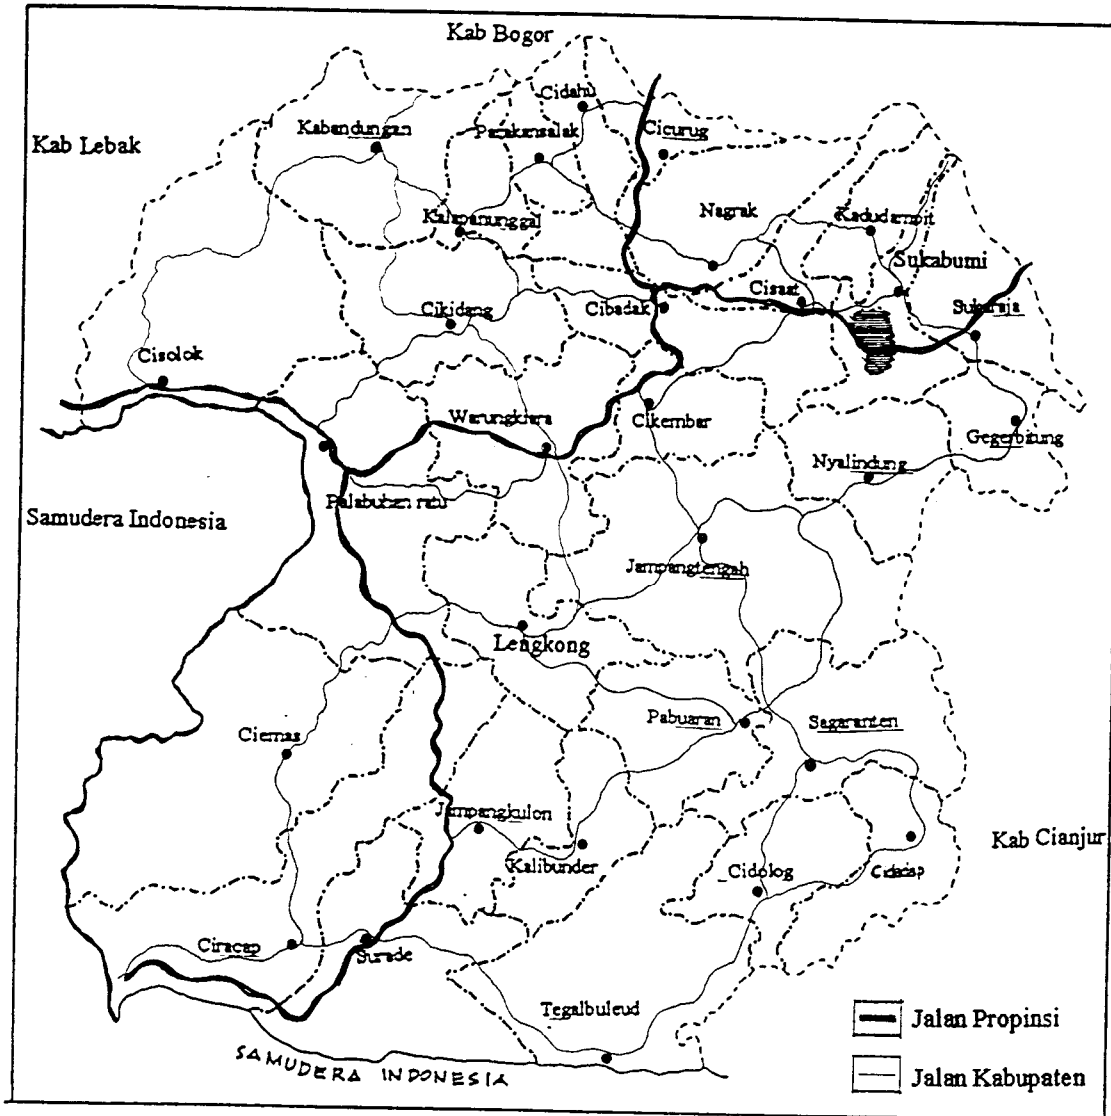 Kab Bogor
Cidahu
Kabandungan
Parakansalak
Cicurug
Kab Lebak
Kalapanunggal
Nagrak
Kadudampit
Sukabumi
Cikidang
Cibadak
Cisaat
Sukaraja
Cisolok
Warungkiara
Cikembar
Gegerbitung
Nyalindung
Palabuhan ratu
Samudera Indonesia
Jampangtengah
Lengkong
Ciemas
Pabuaran
Sagaranten
Jampangkulon
Kalibunder
Kab Cianjur
Cidolog
Cidadap
Ciracap
Surade
Tegalbuleud
Jalan Propinsi
SAMUDERA INDONESIA
Jalan Kabupaten